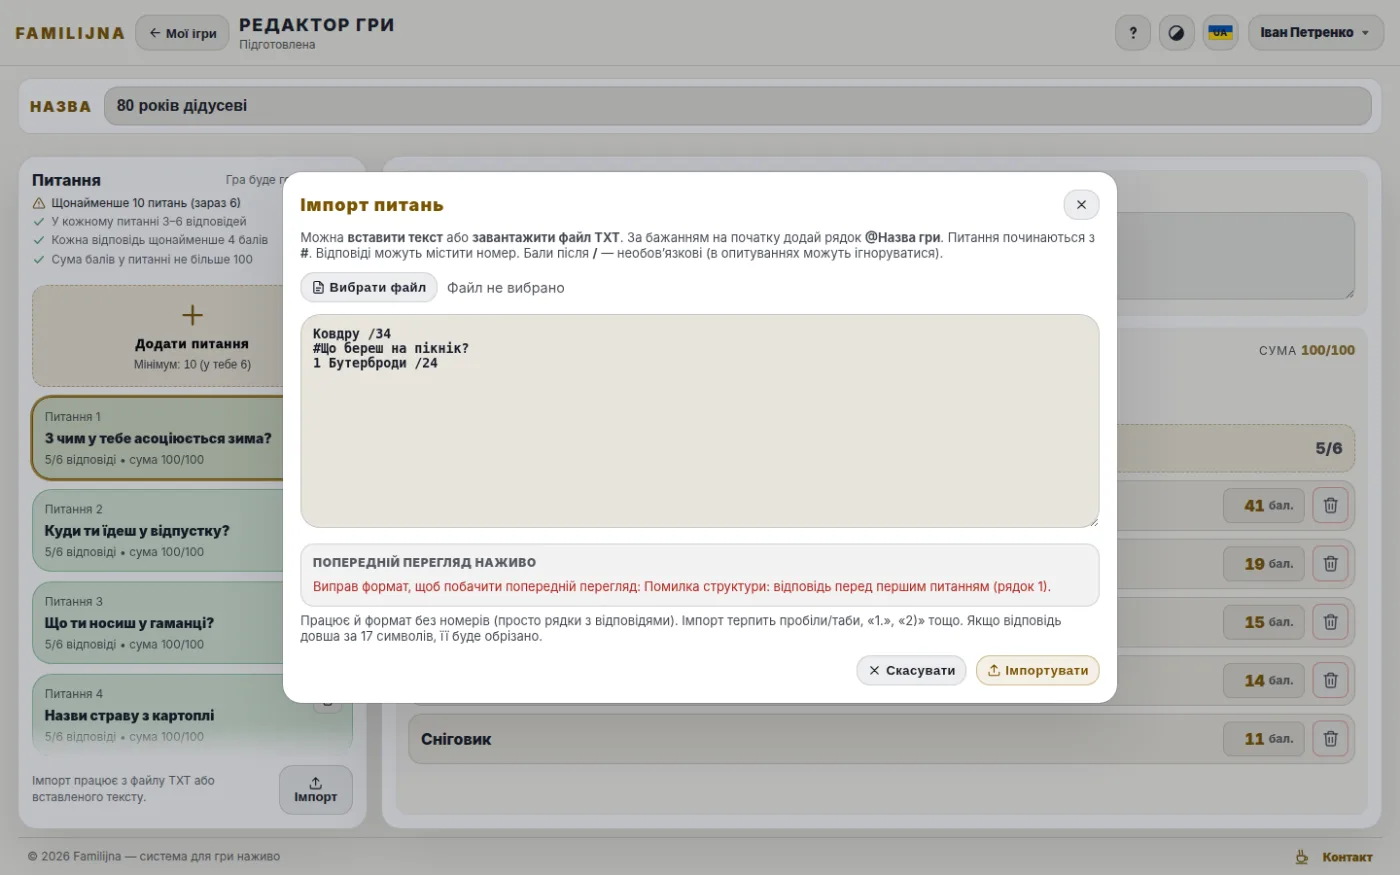 FAMILIJNA
← Мої ігри
РЕДАКТОР ГРИ
Підготовлена
?
UA
Іван Петренко
НАЗВА
80 років дідусеві
Питання
Гра буде
Щонайменше 10 питань (зараз 6)
У кожному питанні 3–6 відповідей
Кожна відповідь щонайменше 4 балів
Сума балів у питанні не більше 100
Додати питання
Мінімум: 10 (у тебе 6)
Питання 1
З чим у тебе асоціюється зима?
5/6 відповіді • сума 100/100
Питання 2
Куди ти їдеш у відпустку?
5/6 відповіді • сума 100/100
Питання 3
Що ти носиш у гаманці?
5/6 відповіді • сума 100/100
Питання 4
Назви страву з картоплі
5/6 відповіді • сума 100/100
Імпорт працює з файлу TXT або
вставленого тексту.
Імпорт
Імпорт питань
Можна вставити текст або завантажити файл TXT. За бажанням на початку додай рядок @Назва гри. Питання починаються з
#. Відповіді можуть містити номер. Бали після / — необов'язкові (в опитуваннях можуть ігноруватися).
Вибрати файл
Файл не вибрано
Ковдру /34
#Що береш на пікнік?
1 Бутерброди /24
ПОПЕРЕДНІЙ ПЕРЕГЛЯД НАЖИВО
Виправ формат, щоб побачити попередній перегляд: Помилка структури: відповідь перед першим питанням (рядок 1).
Працює й формат без номерів (просто рядки з відповідями). Імпорт терпить пробіли/таби, «1.», «2)» тощо. Якщо відповідь
довша за 17 символів, її буде обрізано.
Скасувати
Імпортувати
СУМА 100/100
5/6
41 бал.
19 бал.
15 бал.
14 бал.
Сніговик
11 бал.
© 2026 Familijna — система для гри наживо
Контакт